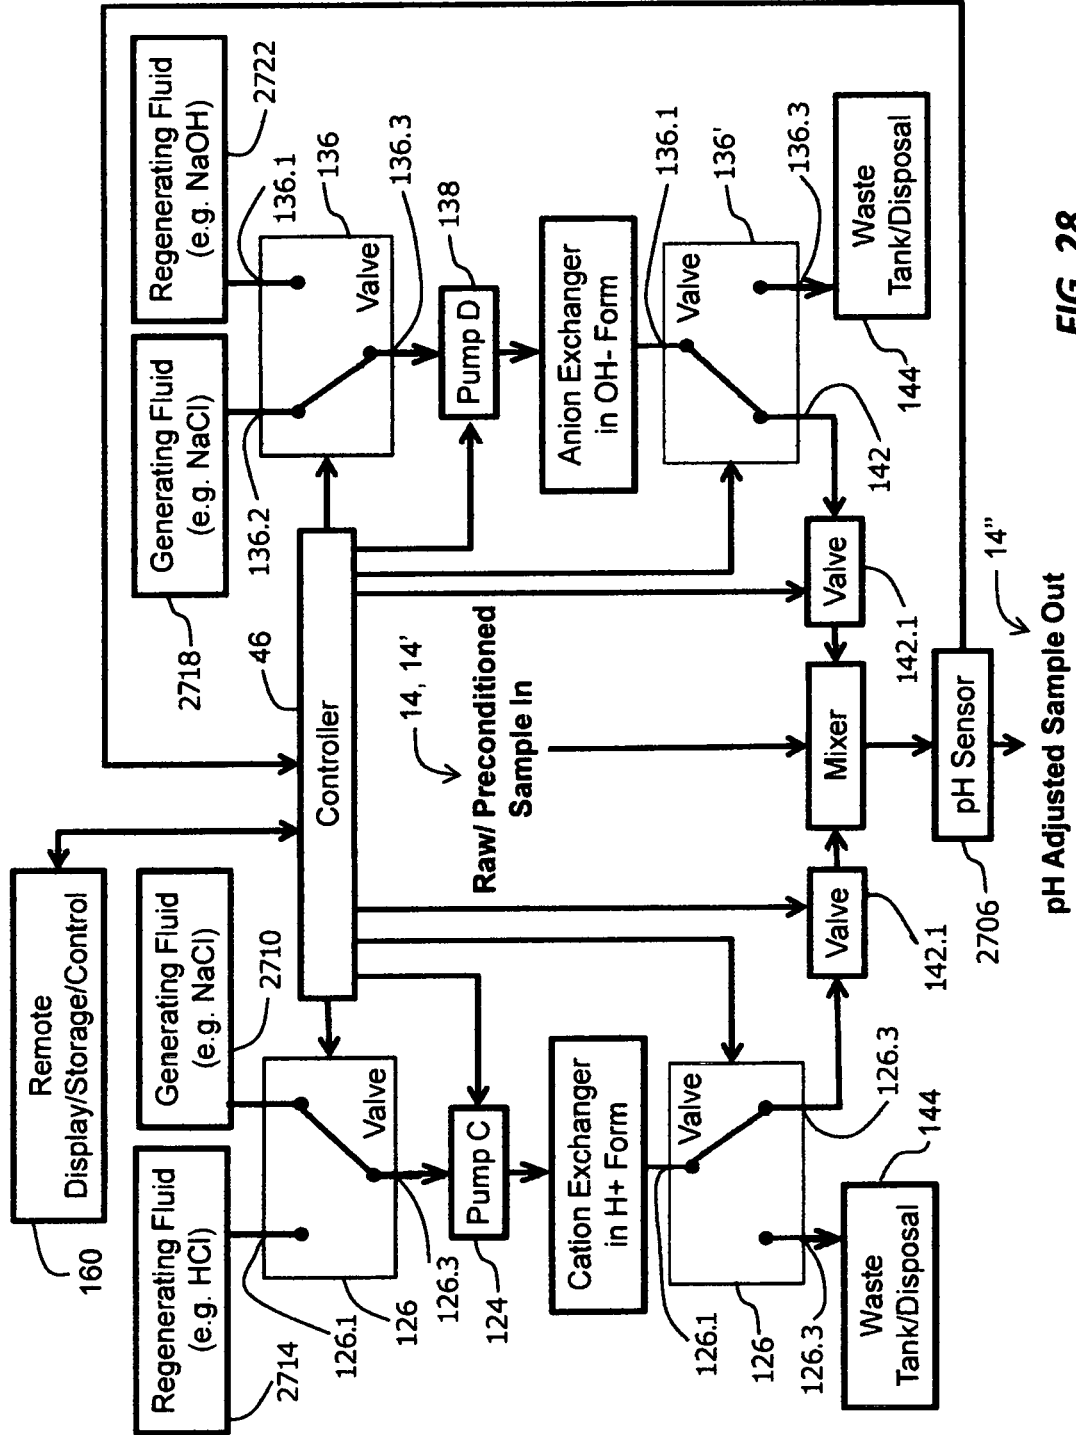 Remote
Display/Storage/Control
160
Regenerating Fluid
(e.g. HCl)
2714
Generating Fluid
(e.g. NaCl)
2710
Generating Fluid
(e.g. NaCl)
2718
Regenerating Fluid
(e.g. NaOH)
2722
126.1
Valve
126.3
126
Controller
46
136.2
136.1
Valve
136
136.3
Pump C
124
Pump D
138
Raw/ Preconditioned
Sample In
14, 14'
Cation Exchanger
in H+ Form
Anion Exchanger
in OH- Form
126.1
Valve
126
126.3
126.3
136.1
Valve
136'
136.3
142
Waste
Tank/Disposal
144
Valve
142.1
Mixer
Valve
142.1
Waste
Tank/Disposal
144
pH Sensor
2706
14"
pH Adjusted Sample Out
FIG. 28